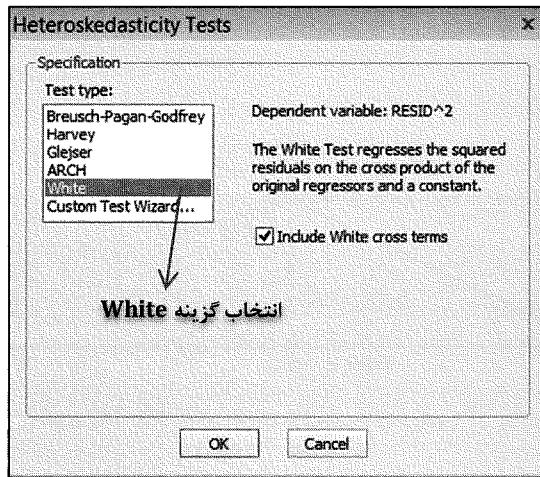 Heteroskedasticity Tests
x
Specification
Test type:
Breusch-Pagan-Godfrey
Harvey
Glejser
ARCH
White
Custom Test Wizard...
Dependent variable: RESID^2
The White Test regresses the squared
residuals on the cross product of the
original regressors and a constant.
Include White cross terms
انتخاب گزینه White
OK
Cancel